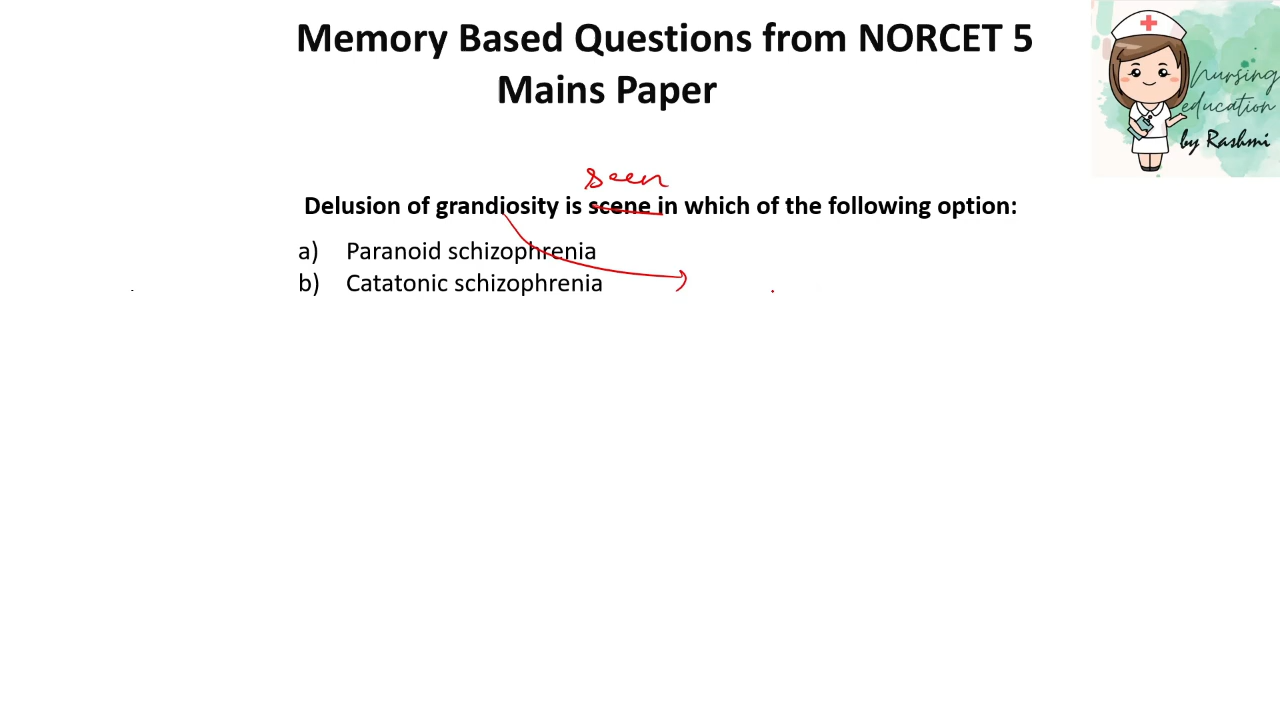 Memory Based Questions from NORCET 5
Mains Paper
nursing
education
by Rashmi
seen
Delusion of grandiosity is scene in which of the following option:
a) Paranoid schizophrenia
b) Catatonic schizophrenia